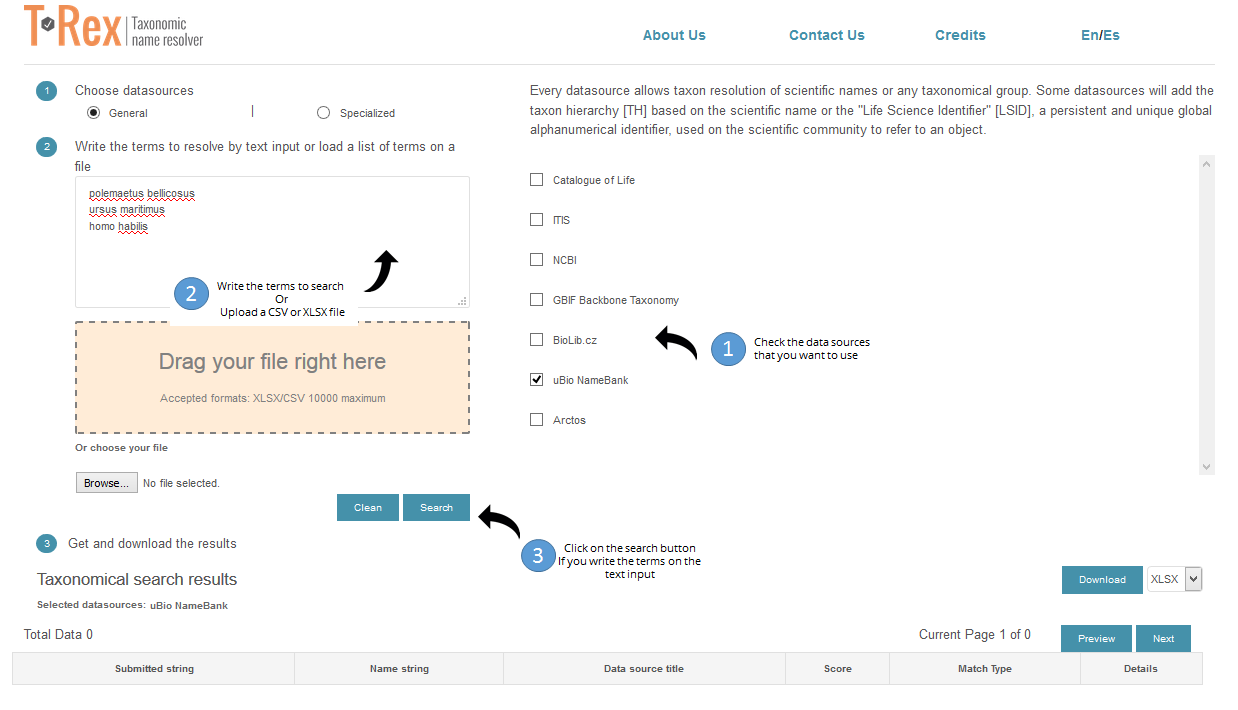 T-Rex Taxonomic name resolver
About Us
Contact Us
Credits
En/Es
1 Choose datasources
General | Specialized
2 Write the terms to resolve by text input or load a list of terms on a
file
polemaetus bellicosus
ursus maritimus
homo habilis
2 Write the terms to search
Or
Upload a CSV or XLSX file
Drag your file right here
Accepted formats: XLSX/CSV 10000 maximum
Or choose your file
Browse... No file selected.
Clean Search
Every datasource allows taxon resolution of scientific names or any taxonomical group. Some datasources will add the
taxon hierarchy [TH] based on the scientific name or the "Life Science Identifier" [LSID], a persistent and unique global
alphanumerical identifier, used on the scientific community to refer to an object.
Catalogue of Life
ITIS
NCBI
GBIF Backbone Taxonomy
BioLib.cz
uBio NameBank
Arctos
1 Check the data sources
that you want to use
3 Click on the search button
If you write the terms on the
text input
3 Get and download the results
Taxonomical search results
Download XLSX
Selected datasources: uBio NameBank
Total Data 0
Current Page 1 of 0
Preview Next
Submitted string Name string Data source title Score Match Type Details